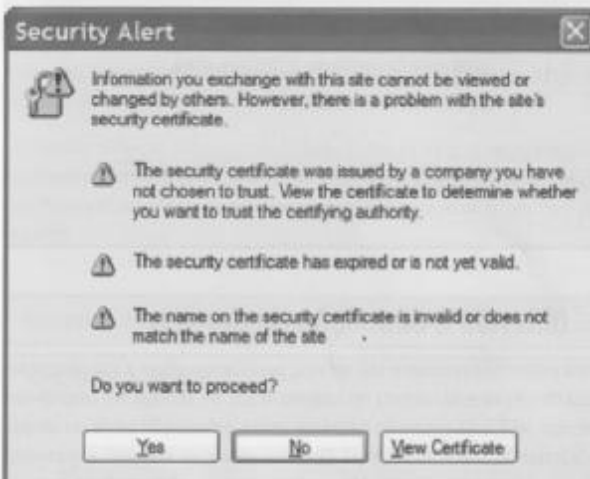 Security Alert
Information you exchange with this site cannot be viewed or
changed by others. However, there is a problem with the site's
security certificate.
The security certificate was issued by a company you have
not chosen to trust. View the certificate to determine whether
you want to trust the certifying authority.
The security certificate has expired or is not yet valid.
The name on the security certificate is invalid or does not
match the name of the site
Do you want to proceed?
Yes No View Certificate